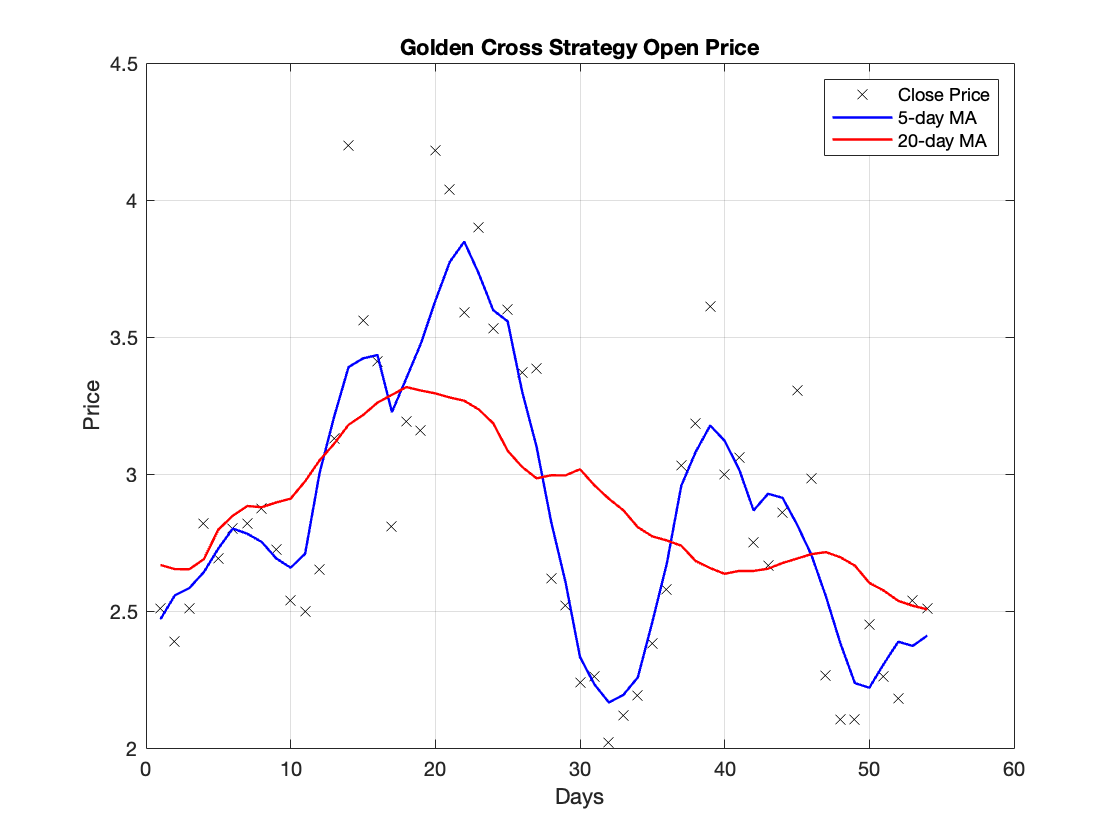 Golden Cross Strategy Open Price
4.5
4
3.5
3
2.5
2
Price
Close Price
5-day MA
20-day MA
0 10 20 30 40 50 60
Days